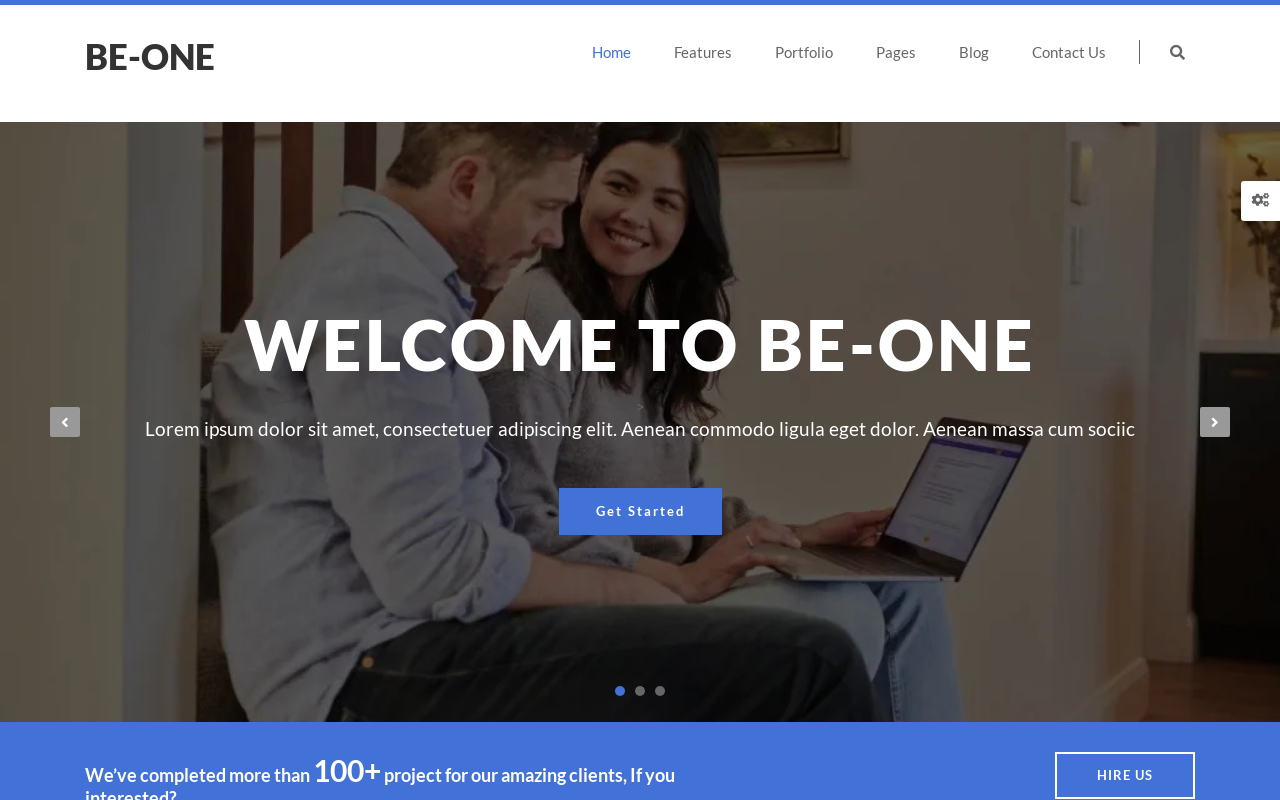 BE-ONE
Home Features Portfolio Pages Blog Contact Us
WELCOME TO BE-ONE
>
Lorem ipsum dolor sit amet, consectetuer adipiscing elit. Aenean commodo ligula eget dolor. Aenean massa cum sociic
Get Started
We’ve completed more than 100+ project for our amazing clients, If you
interested?
HIRE US